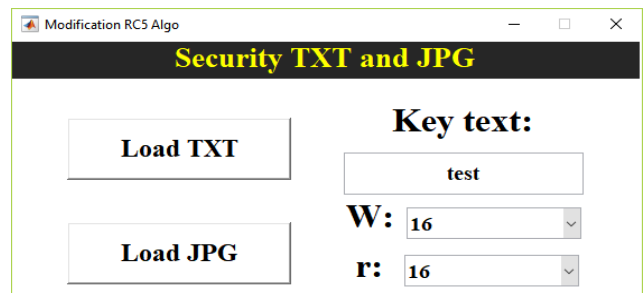 Modification RC5 Algo
Security TXT and JPG
Load TXT
Key text:
test
W: 16
Load JPG
r: 16